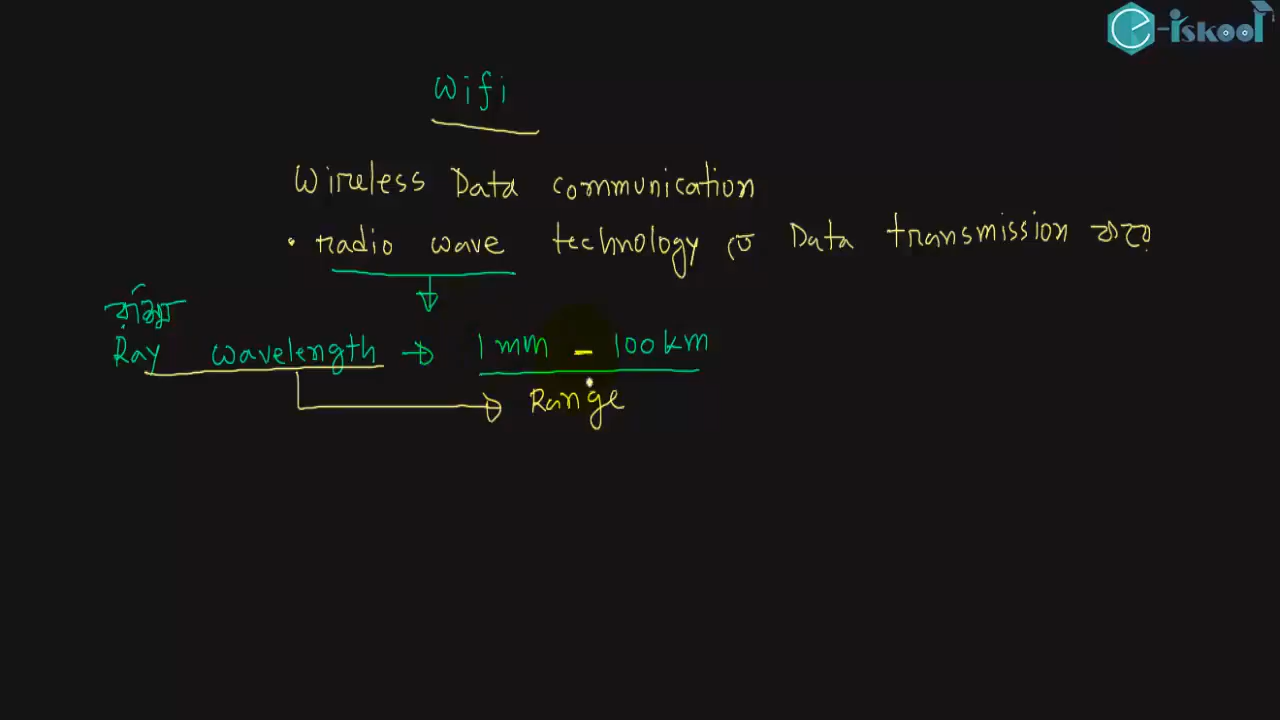 e-iskool
Wifi
Wireless Data communication
• radio wave technology তে Data transmission করে
রশ্মি
Ray wavelength → 1 mm - 100 km
Range